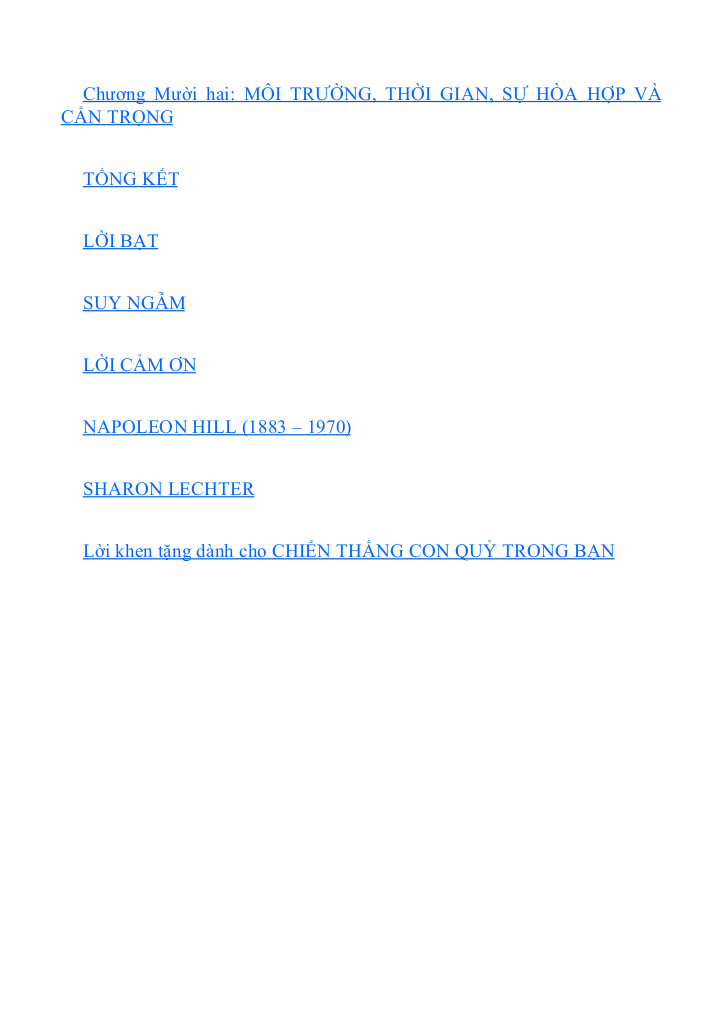 Chương Mười hai: MÔI TRƯỜNG, THỜI GIAN, SỰ HÒA HỢP VÀ
CẨN TRỌNG
TỔNG KẾT
LỜI BẠT
SUY NGẪM
LỜI CẢM ƠN
NAPOLEON HILL (1883 – 1970)
SHARON LECHTER
Lời khen tặng dành cho CHIẾN THẮNG CON QUỶ TRONG BẠN